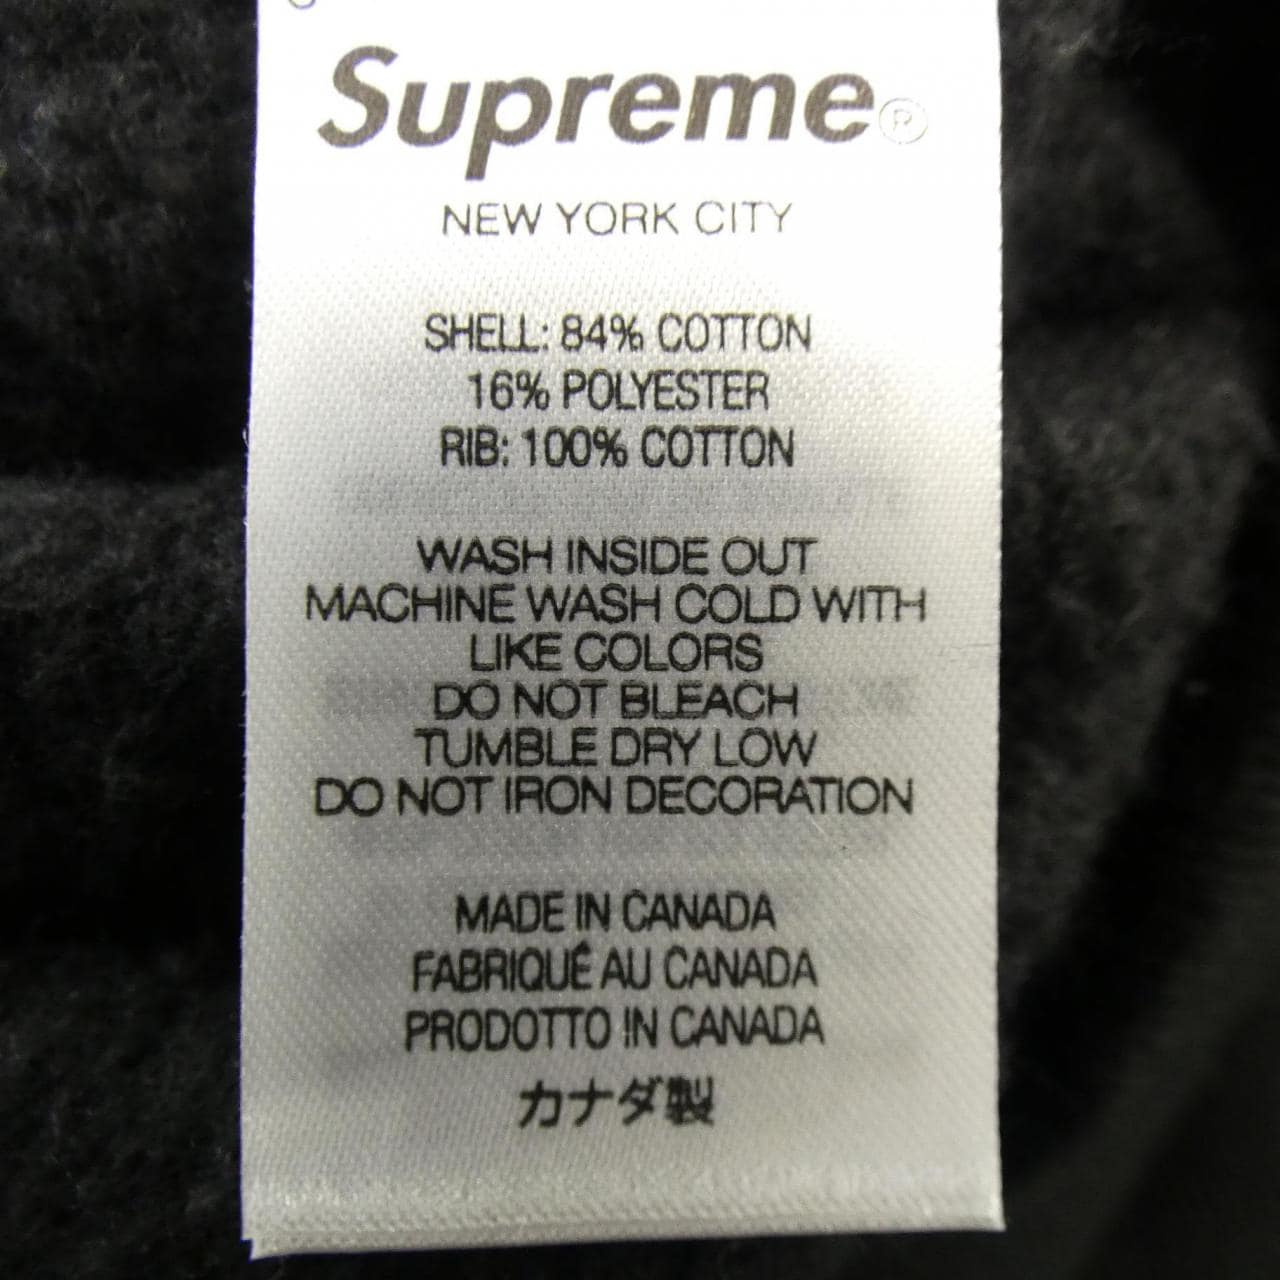 Supreme®
NEW YORK CITY
SHELL: 84% COTTON
16% POLYESTER
RIB: 100% COTTON
WASH INSIDE OUT
MACHINE WASH COLD WITH
LIKE COLORS
DO NOT BLEACH
TUMBLE DRY LOW
DO NOT IRON DECORATION
MADE IN CANADA
FABRIQUÉ AU CANADA
PRODOTTO IN CANADA
カナダ製